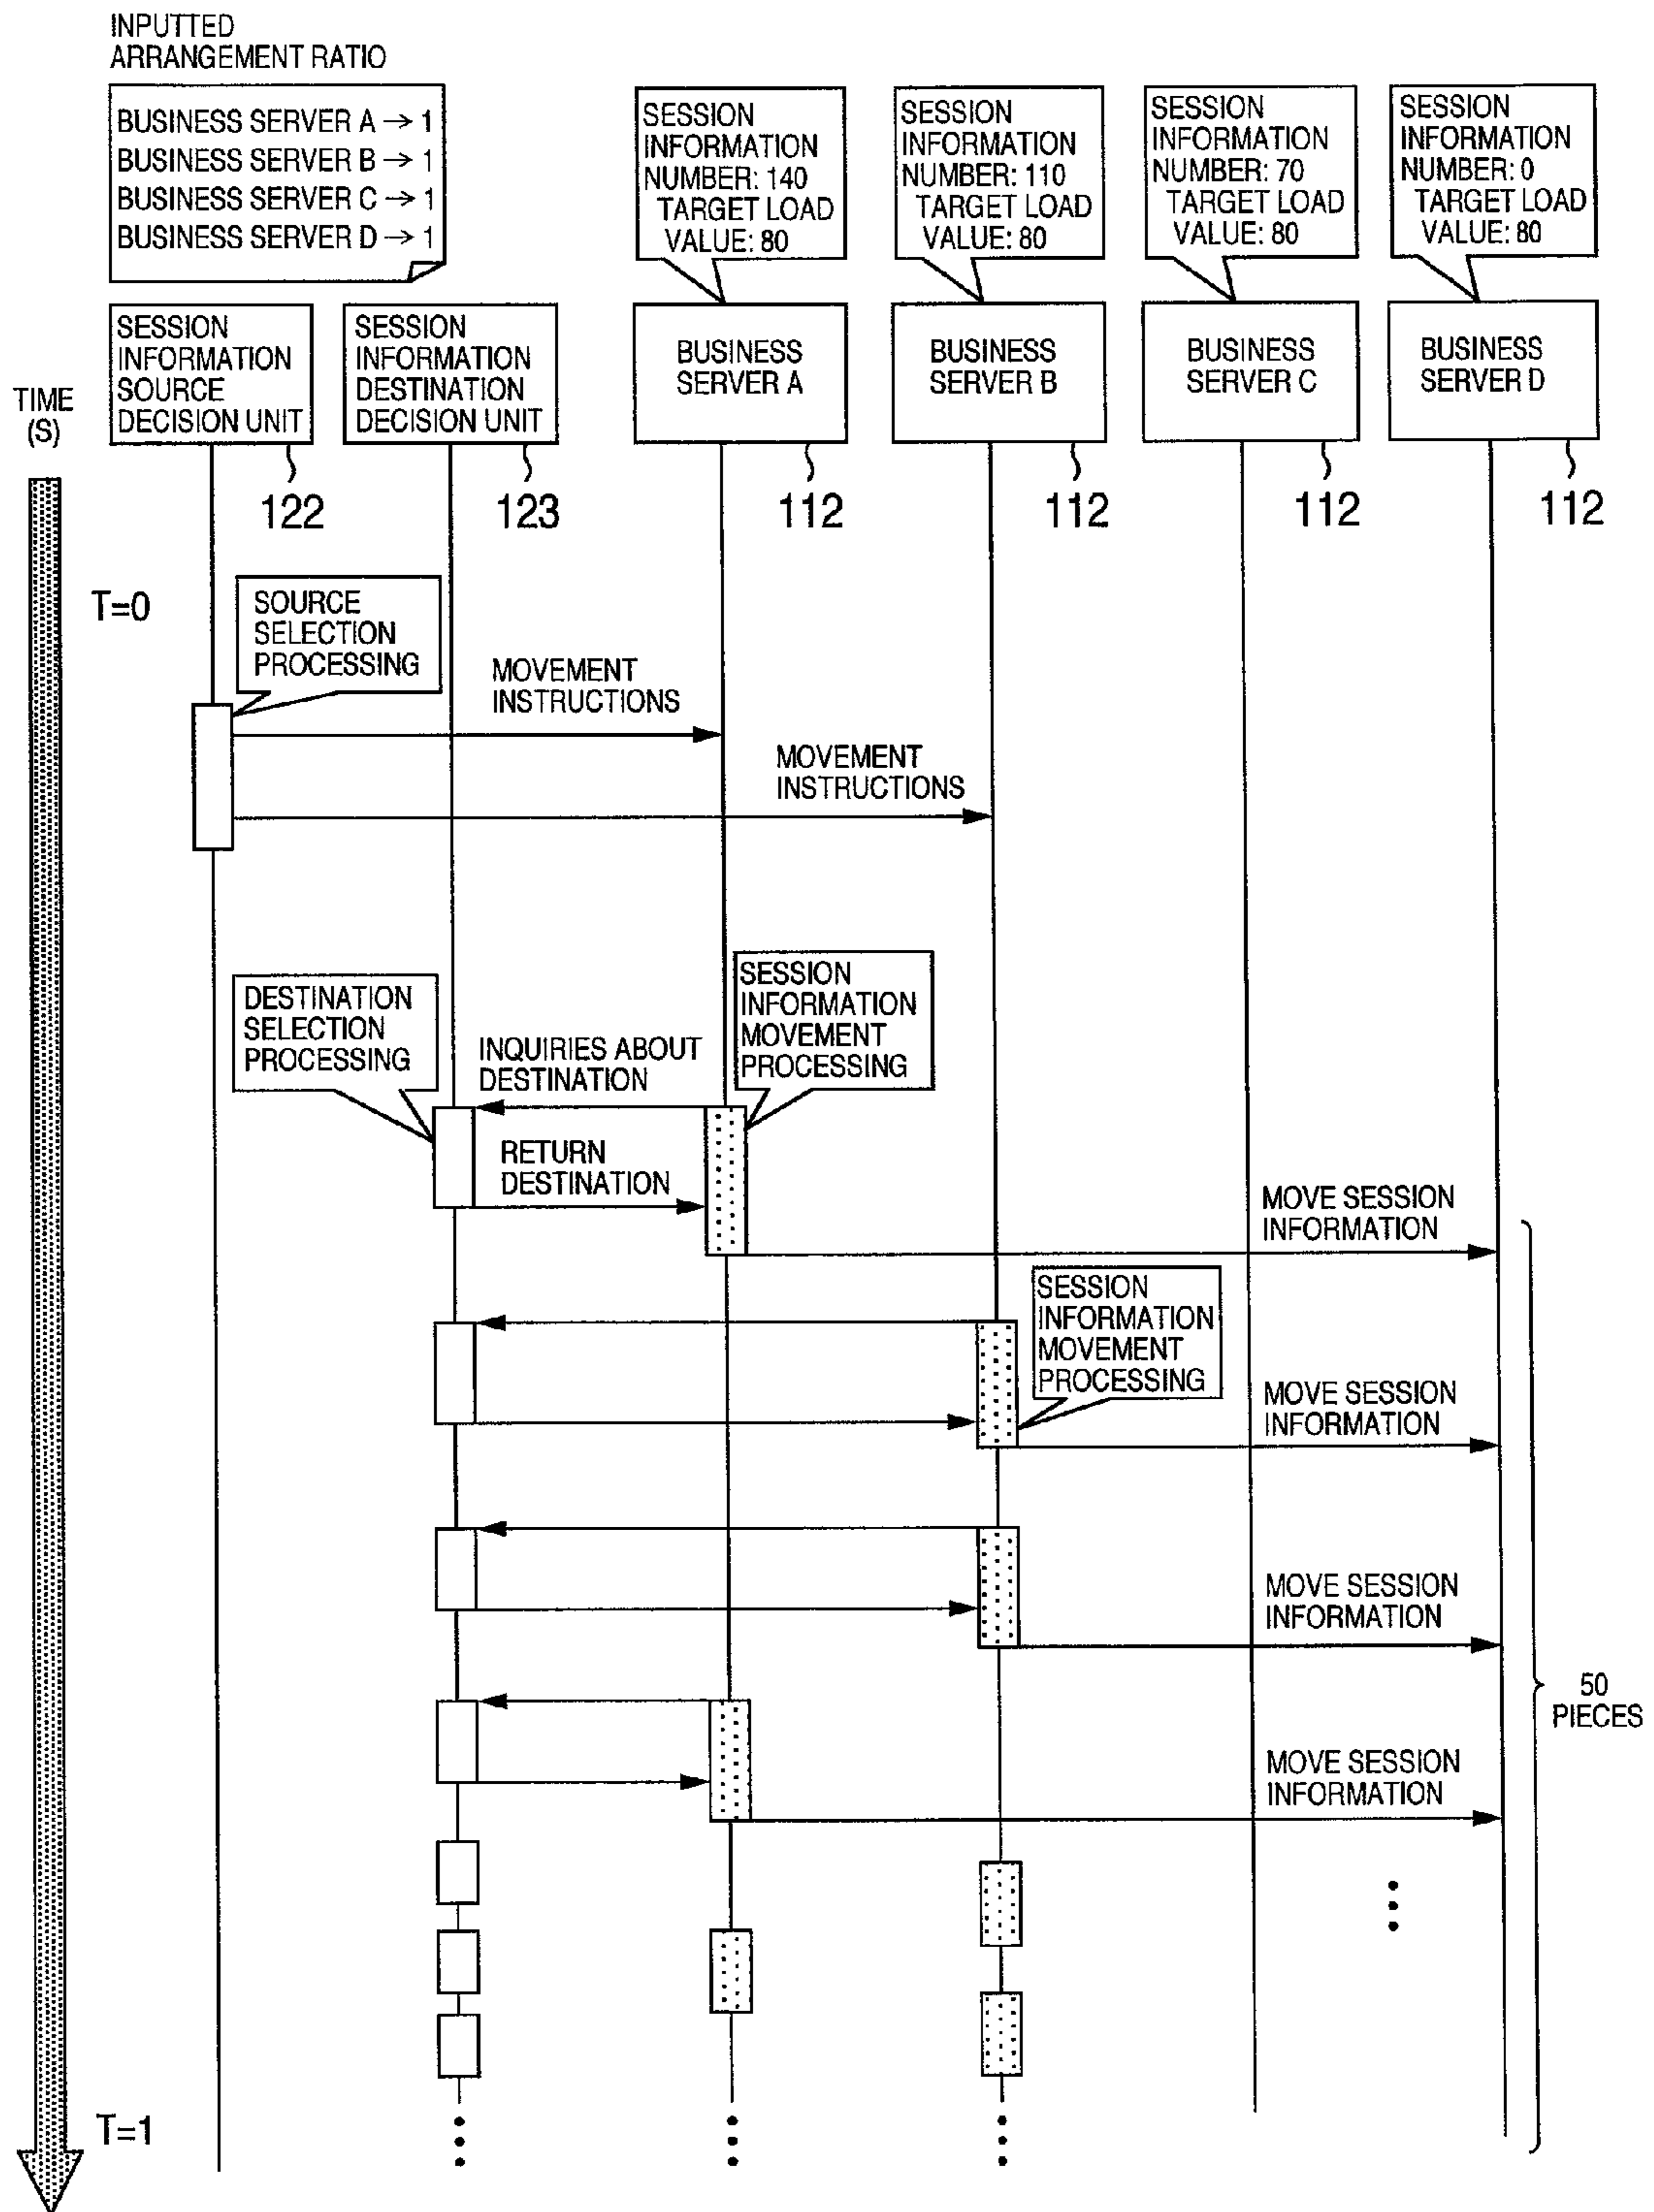 INPUTTED
ARRANGEMENT RATIO
BUSINESS SERVER A → 1
BUSINESS SERVER B → 1
BUSINESS SERVER C → 1
BUSINESS SERVER D → 1
SESSION
INFORMATION
NUMBER: 140
TARGET LOAD
VALUE: 80
SESSION
INFORMATION
NUMBER: 110
TARGET LOAD
VALUE: 80
SESSION
INFORMATION
NUMBER: 70
TARGET LOAD
VALUE: 80
SESSION
INFORMATION
NUMBER: 0
TARGET LOAD
VALUE: 80
TIME
(S)
SESSION
INFORMATION
SOURCE
DECISION UNIT
SESSION
INFORMATION
DESTINATION
DECISION UNIT
BUSINESS
SERVER A
BUSINESS
SERVER B
BUSINESS
SERVER C
BUSINESS
SERVER D
122
123
112
112
112
112
T=0
SOURCE
SELECTION
PROCESSING
MOVEMENT
INSTRUCTIONS
MOVEMENT
INSTRUCTIONS
DESTINATION
SELECTION
PROCESSING
INQUIRIES ABOUT
DESTINATION
SESSION
INFORMATION
MOVEMENT
PROCESSING
RETURN
DESTINATION
MOVE SESSION
INFORMATION
SESSION
INFORMATION
MOVEMENT
PROCESSING
MOVE SESSION
INFORMATION
MOVE SESSION
INFORMATION
50
PIECES
MOVE SESSION
INFORMATION
T=1